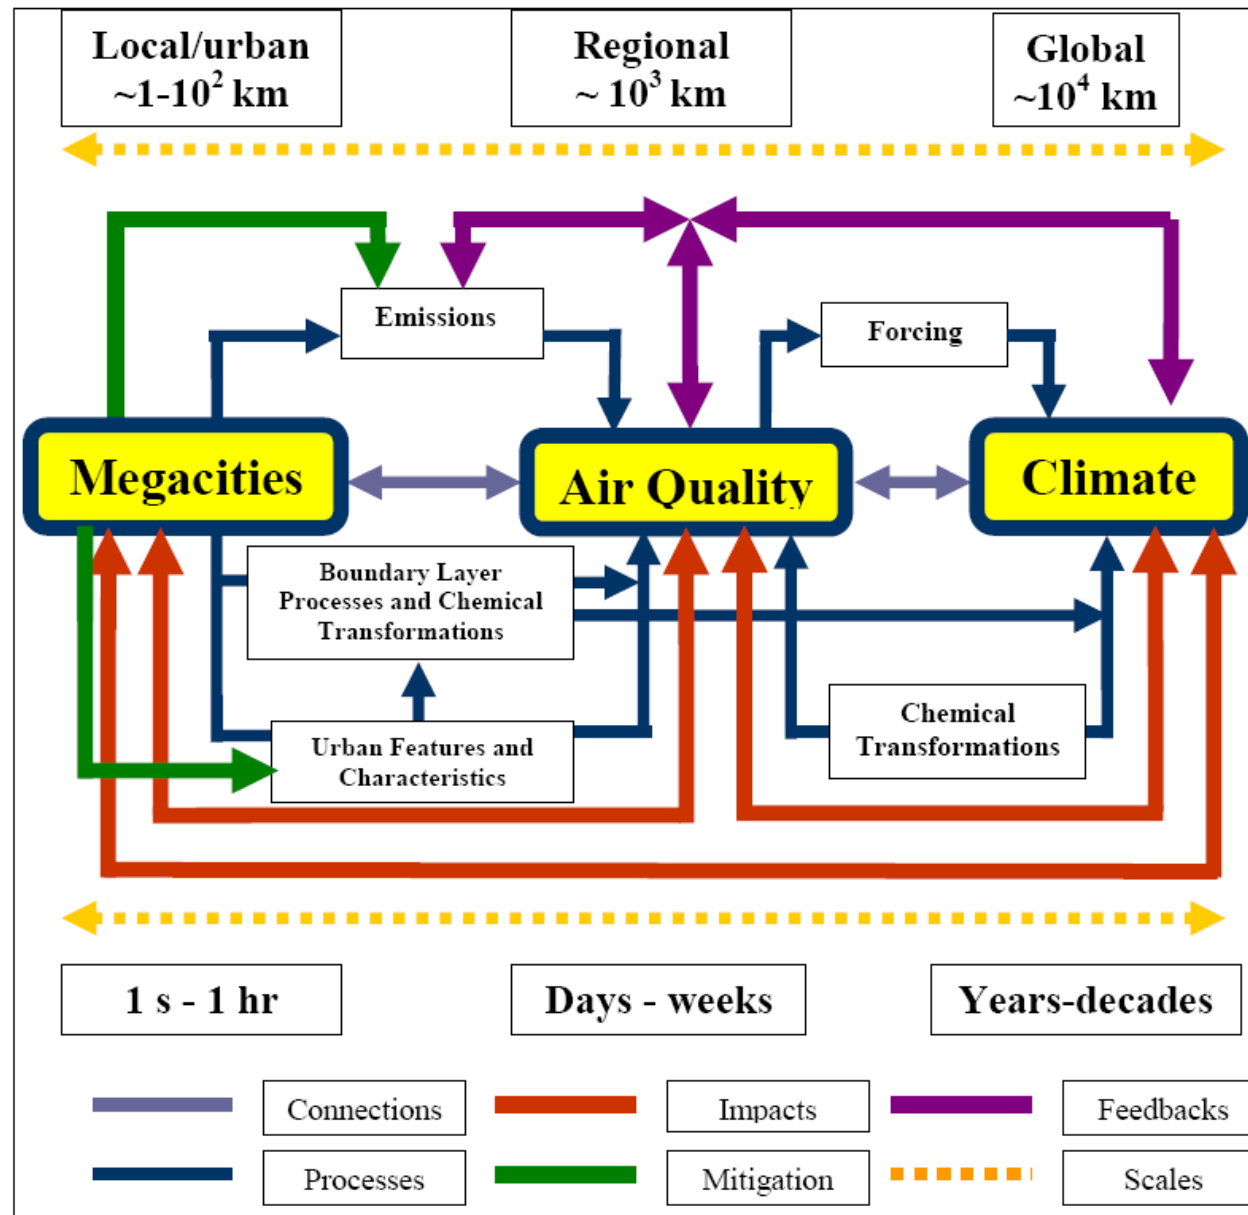 Local/urban
~1-10² km
Regional
~ 10³ km
Global
~10⁴ km
Emissions
Forcing
Megacities
Air Quality
Climate
Boundary Layer
Processes and Chemical
Transformations
Chemical
Transformations
Urban Features and
Characteristics
1 s - 1 hr
Days - weeks
Years-decades
Connections
Impacts
Feedbacks
Processes
Mitigation
Scales